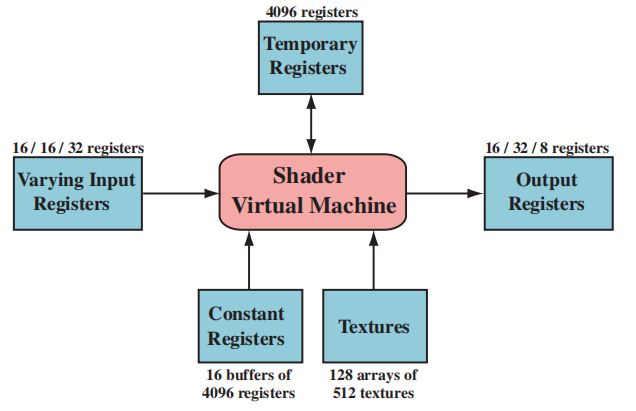 4096 registers
Temporary
Registers
16 / 16 / 32 registers
Varying Input
Registers
Shader
Virtual Machine
16 / 32 / 8 registers
Output
Registers
Constant
Registers
16 buffers of
4096 registers
Textures
128 arrays of
512 textures